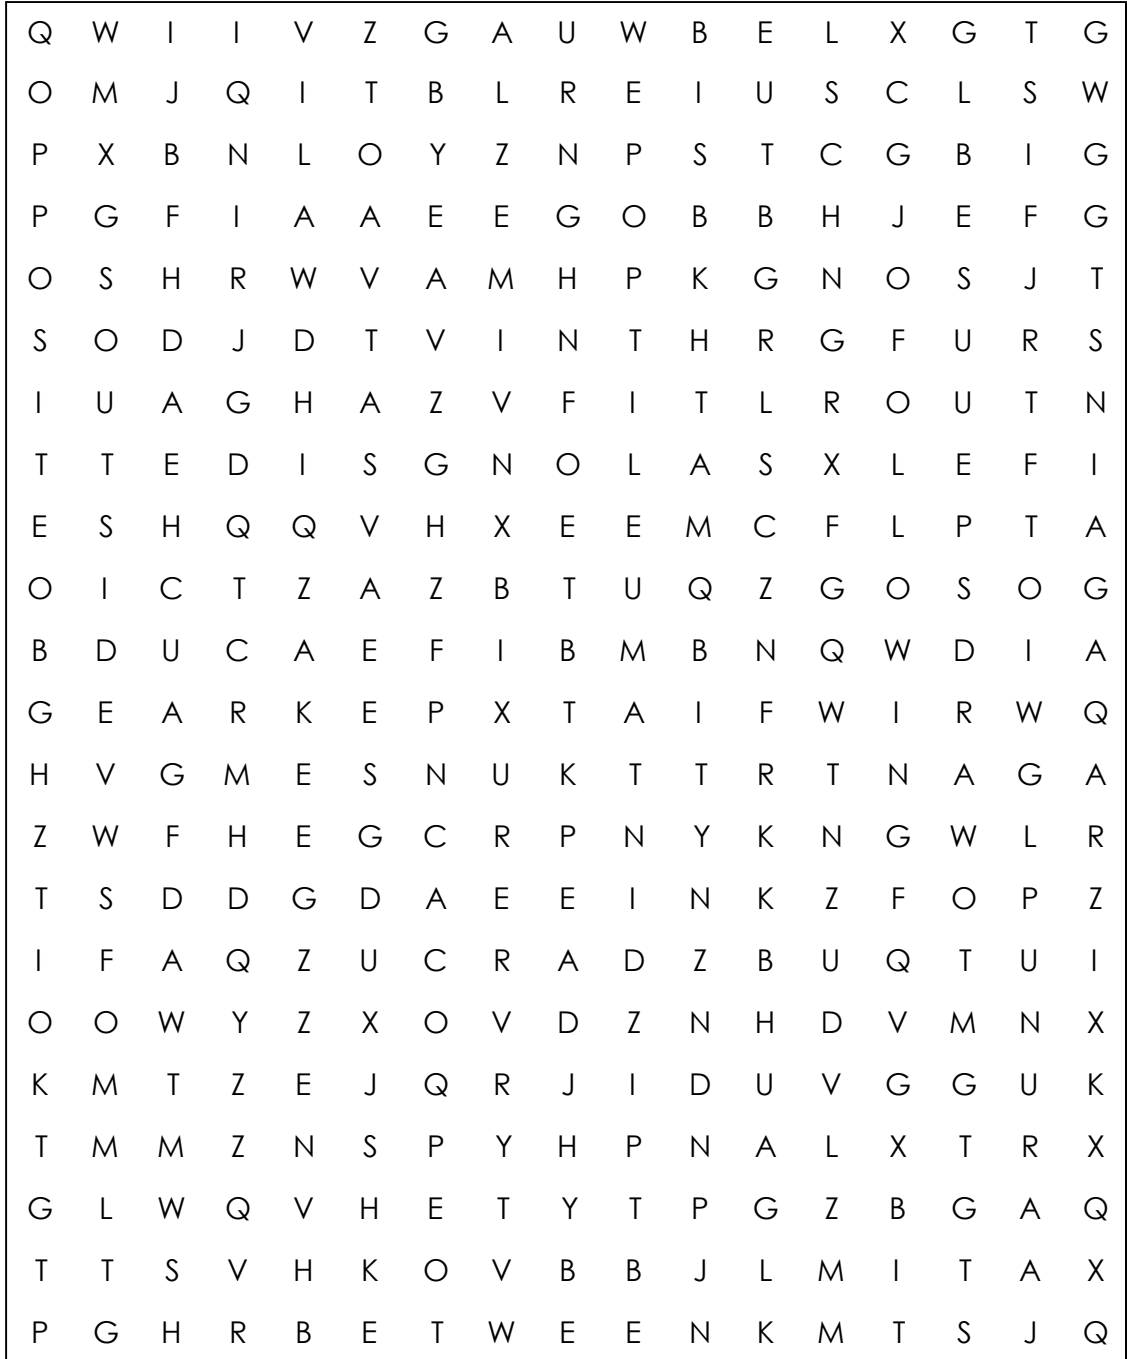 Q W I I V Z G A U W B E L X G T G
O M J Q I T B L R E I U S C L S W
P X B N L O Y Z N P S T C G B I G
P G F I A A E E G O B B H J E F G
O S H R W V A M H P K G N O S J T
S O D J D T V I N T H R G F U R S
I U A G H A Z V F I T L R O U T N
T T E D I S G N O L A S X L E F I
E S H Q Q V H X E E M C F L P T A
O I C T Z A Z B T U Q Z G O S O G
B D U C A E F I B M B N Q W D I A
G E A R K E P X T A I F W I R W Q
H V G M E S N U K T T R T N A G A
Z W F H E G C R P N Y K N G W L R
T S D D G D A E E I N K Z F O P Z
I F A Q Z U C R A D Z B U Q T U I
O O W Y Z X O V D Z N H D V M N X
K M T Z E J Q R J I D U V G G U K
T M M Z N S P Y H P N A L X T R X
G L W Q V H E T Y T P G Z B G A Q
T T S V H K O V B B J L M I T A X
P G H R B E T W E E N K M T S J Q